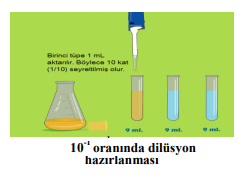 Birinci tüpe 1 mL
aktarılır. Böylece 10 kat
(1/10) seyreltilmiş olur.
9 ml. 9 ml. 9 ml.
10⁻¹ oranında dilüsyon
hazırlanması